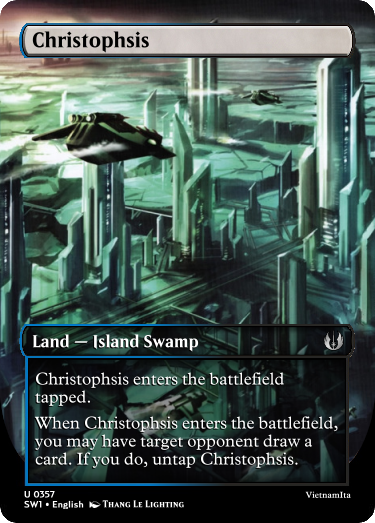 Christophsis
Land — Island Swamp
Christophsis enters the battlefield
tapped.
When Christophsis enters the battlefield,
you may have target opponent draw a
card. If you do, untap Christophsis.
U 0357
SW1 • English Thang Le Lighting
VietnamIta